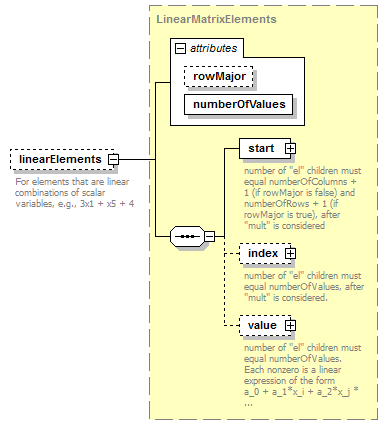 LinearMatrixElements
attributes
rowMajor
numberOfValues
linearElements
For elements that are linear
combinations of scalar
variables, e.g., 3x1 + x5 + 4
start
number of "el" children must
equal numberOfColumns +
1 (if rowMajor is false) and
numberOfRows + 1 (if
rowMajor is true), after
"mult" is considered
index
number of "el" children must
equal numberOfValues, after
"mult" is considered.
value
number of "el" children must
equal numberOfValues.
Each nonzero is a linear
expression of the form
a_0 + a_1*x_i + a_2*x_j *
...